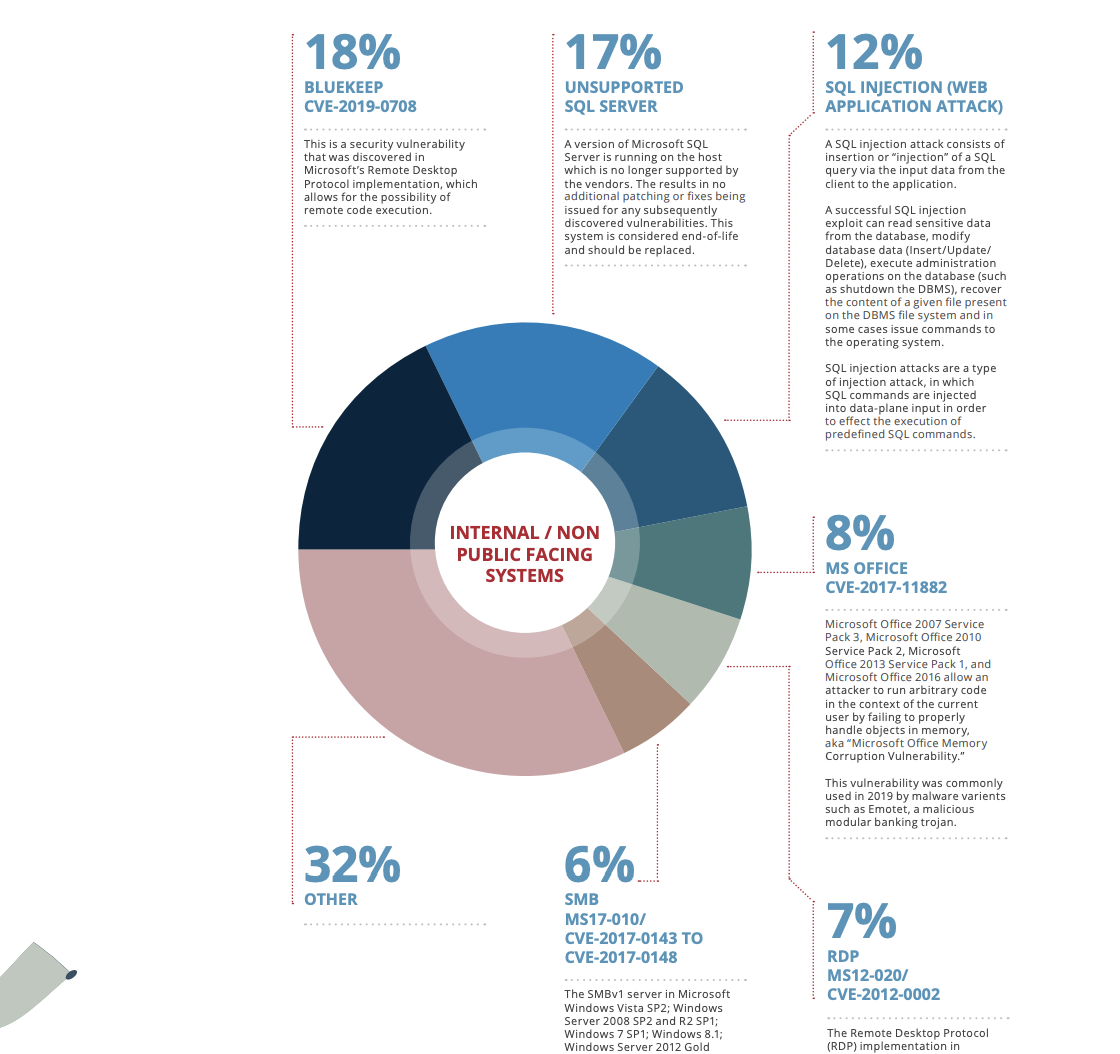 18%
BLUEKEEP
CVE-2019-0708
This is a security vulnerability
that was discovered in
Microsoft's Remote Desktop
Protocol implementation, which
allows for the possibility of
remote code execution.
17%
UNSUPPORTED
SQL SERVER
A version of Microsoft SQL
Server is running on the host
which is no longer supported by
the vendors. The results in no
additional patching or fixes being
issued for any subsequently
discovered vulnerabilities. This
system is considered end-of-life
and should be replaced.
12%
SQL INJECTION (WEB
APPLICATION ATTACK)
A SQL injection attack consists of
insertion or “injection” of a SQL
query via the input data from the
client to the application.
A successful SQL injection
exploit can read sensitive data
from the database, modify
database data (Insert/Update/
Delete), execute administration
operations on the database (such
as shutdown the DBMS), recover
the content of a given file present
on the DBMS file system and in
some cases issue commands to
the operating system.
SQL injection attacks are a type
of injection attack, in which
SQL commands are injected
into data-plane input in order
to effect the execution of
predefined SQL commands.
INTERNAL / NON
PUBLIC FACING
SYSTEMS
8%
MS OFFICE
CVE-2017-11882
Microsoft Office 2007 Service
Pack 3, Microsoft Office 2010
Service Pack 2, Microsoft
Office 2013 Service Pack 1, and
Microsoft Office 2016 allow an
attacker to run arbitrary code
in the context of the current
user by failing to properly
handle objects in memory,
aka “Microsoft Office Memory
Corruption Vulnerability.”
This vulnerability was commonly
used in 2019 by malware varients
such as Emotet, a malicious
modular banking trojan.
32%
OTHER
6%
SMB
MS17-010/
CVE-2017-0143 TO
CVE-2017-0148
The SMBv1 server in Microsoft
Windows Vista SP2; Windows
Server 2008 SP2 and R2 SP1;
Windows 7 SP1; Windows 8.1;
Windows Server 2012 Gold
7%
RDP
MS12-020/
CVE-2012-0002
The Remote Desktop Protocol
(RDP) implementation in